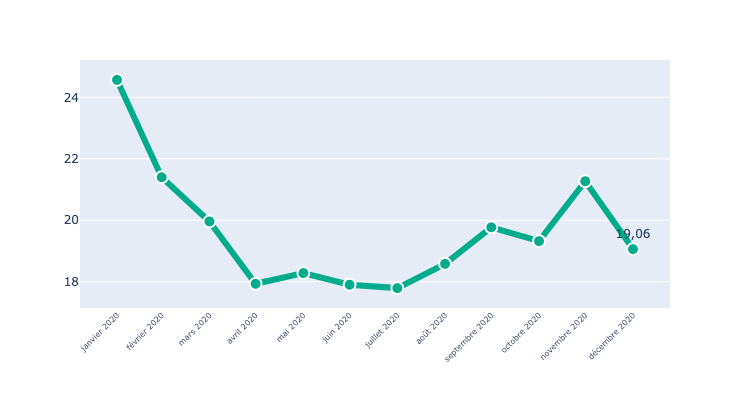 24
22
20
18
19,06
janvier 2020
février 2020
mars 2020
avril 2020
mai 2020
juin 2020
juillet 2020
août 2020
septembre 2020
octobre 2020
novembre 2020
décembre 2020